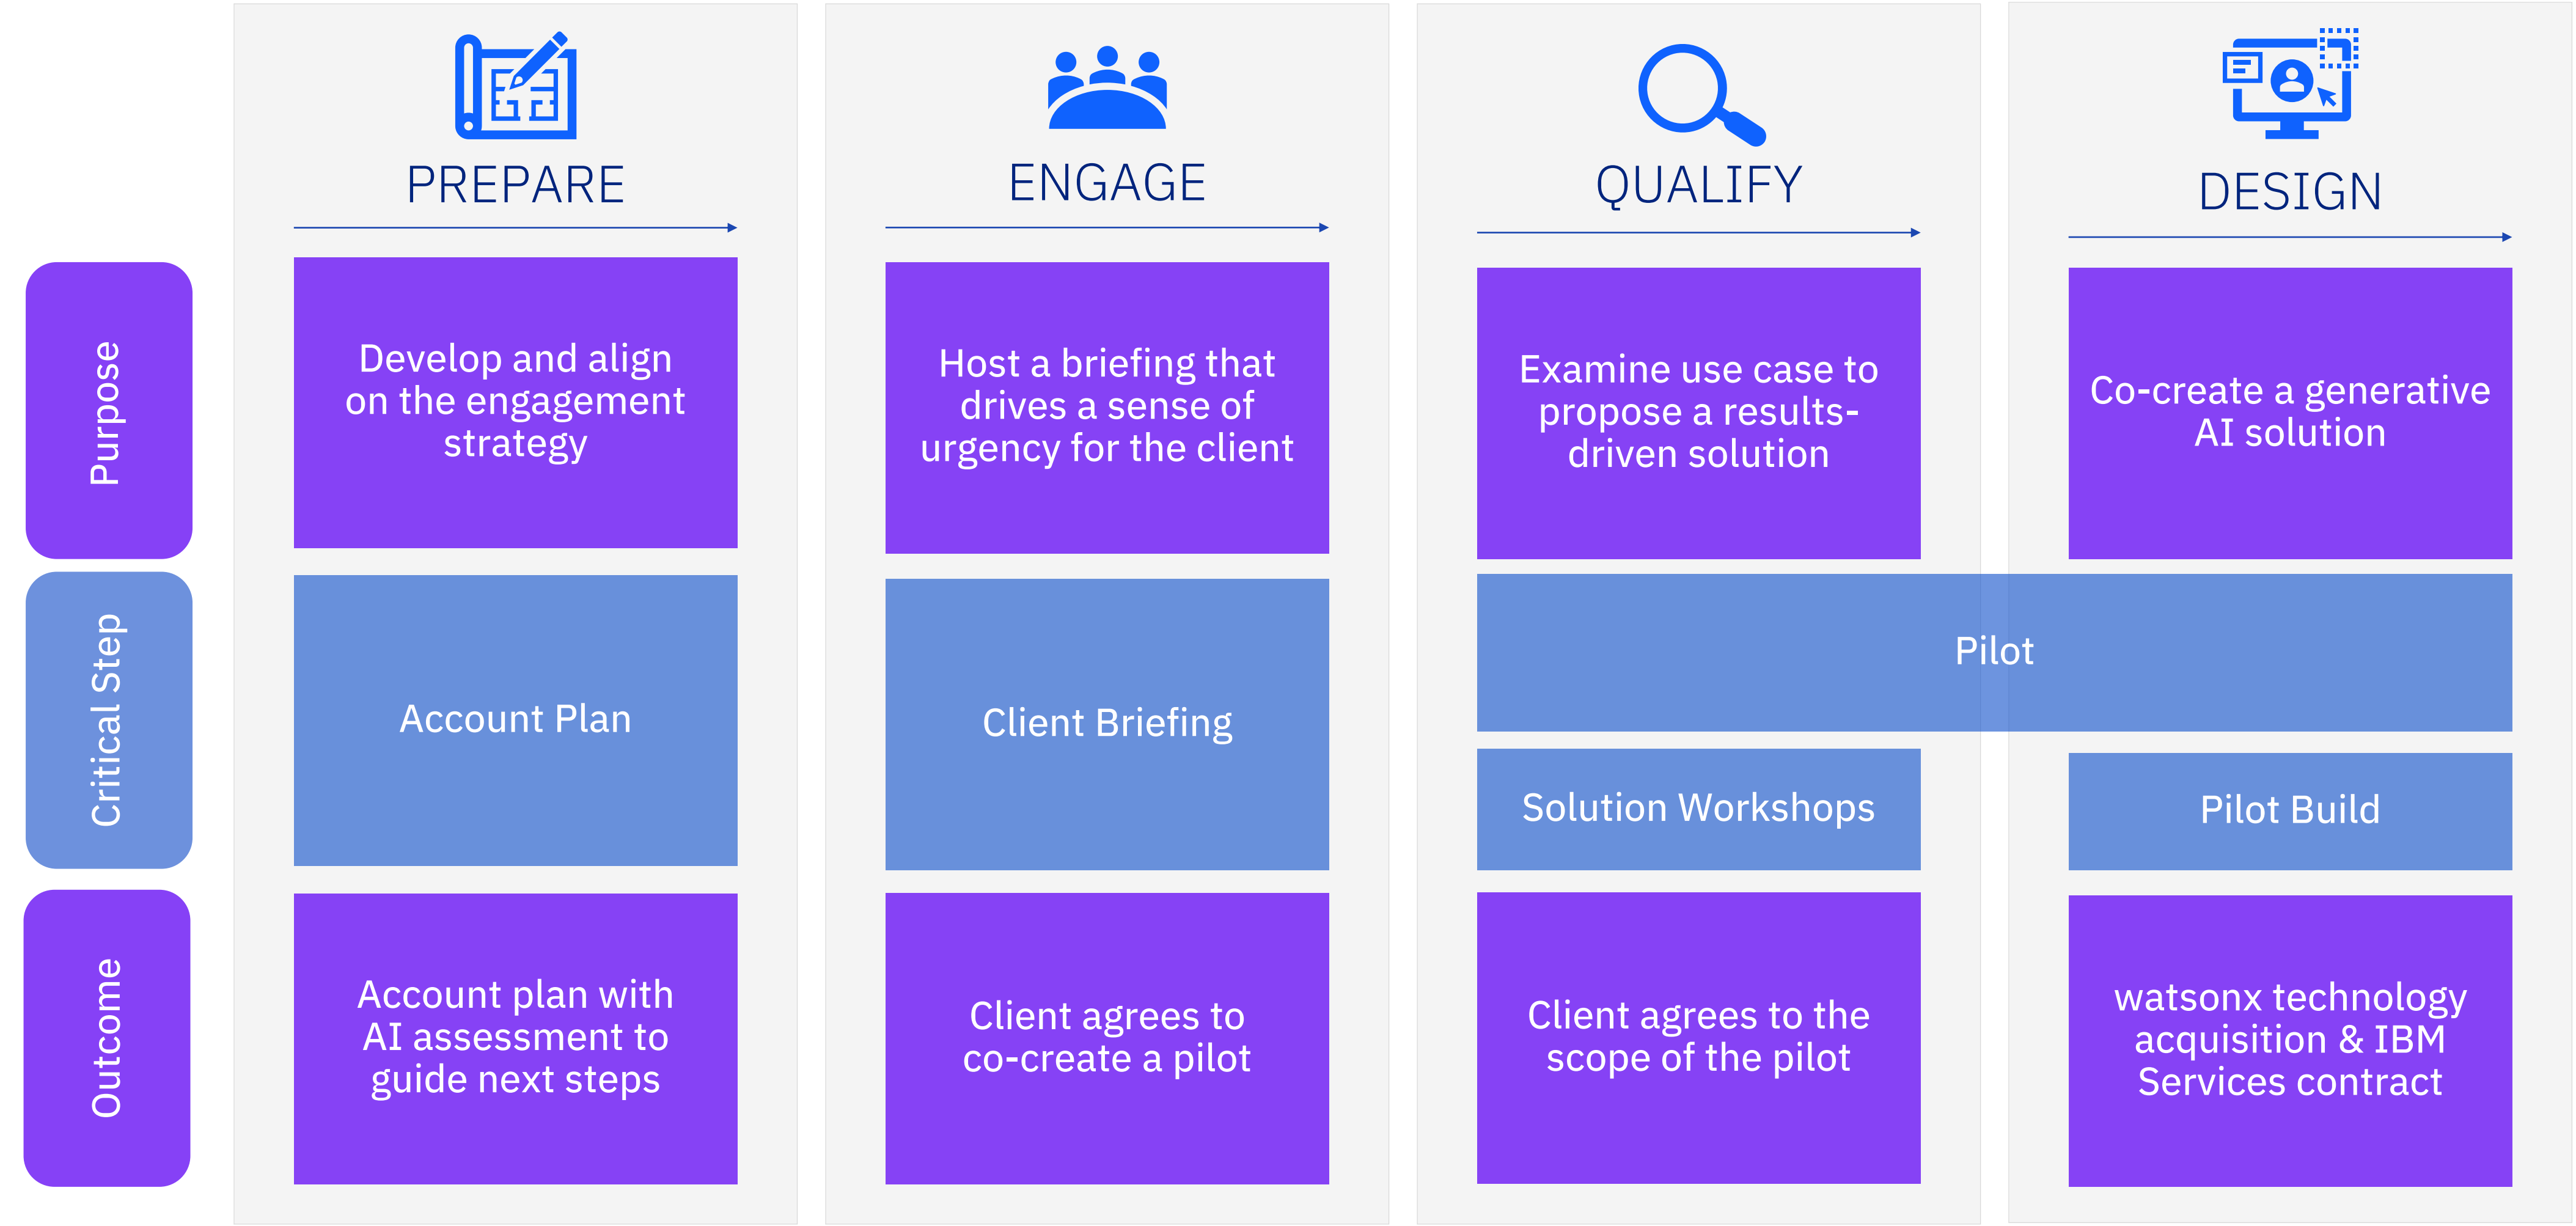 PREPARE
ENGAGE
QUALIFY
DESIGN
Purpose
Develop and align
on the engagement
strategy
Host a briefing that
drives a sense of
urgency for the client
Examine use case to
propose a results-
driven solution
Co-create a generative
AI solution
Critical Step
Account Plan
Client Briefing
Pilot
Solution Workshops
Pilot Build
Outcome
Account plan with
AI assessment to
guide next steps
Client agrees to
co-create a pilot
Client agrees to the
scope of the pilot
watsonx technology
acquisition & IBM
Services contract